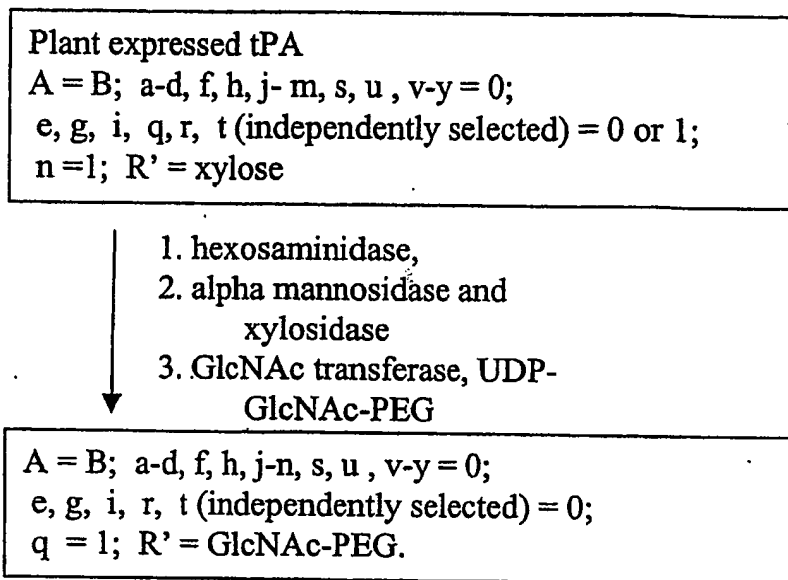 Plant expressed tPA
A = B; a-d, f, h, j- m, s, u , v-y = 0;
e, g, i, q, r, t (independently selected) = 0 or 1;
n =1; R’ = xylose
1. hexosaminidase,
2. alpha mannosidase and
xylosidase
3. GlcNAc transferase, UDP-
GlcNAc-PEG
A = B; a-d, f, h, j-n, s, u , v-y = 0;
e, g, i, r, t (independently selected) = 0;
q = 1; R’ = GlcNAc-PEG.